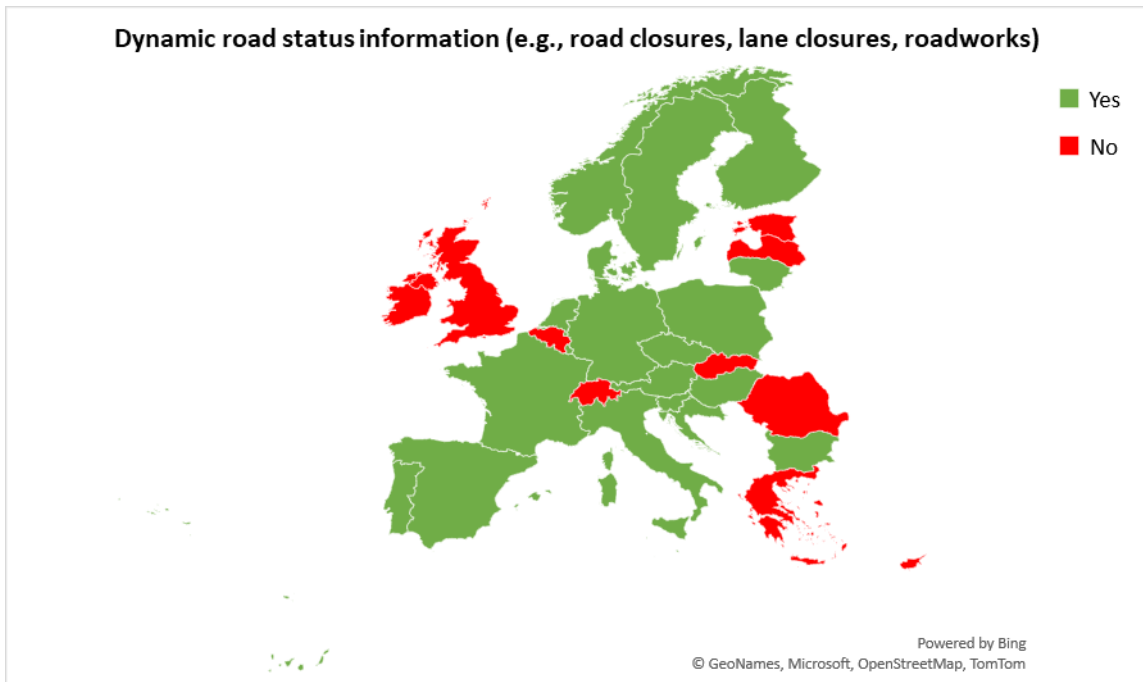 Dynamic road status information (e.g., road closures, lane closures, roadworks)
Yes
No
Powered by Bing
© GeoNames, Microsoft, OpenStreetMap, TomTom